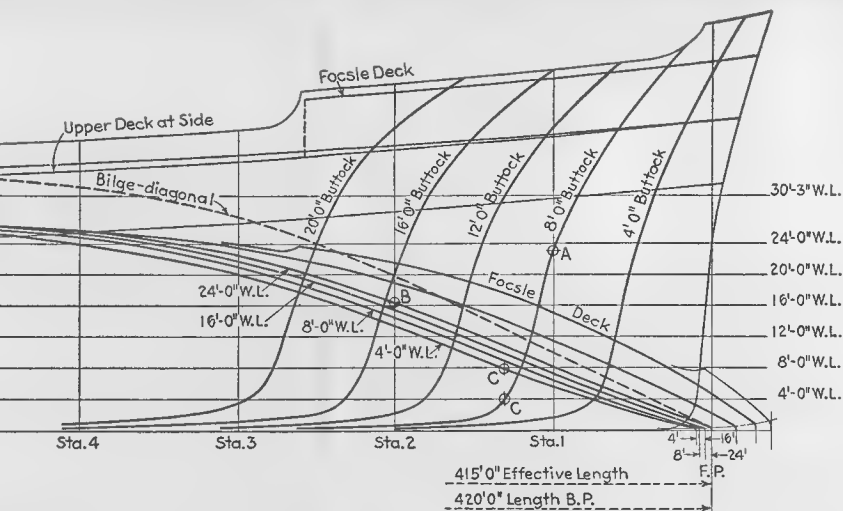 Focsle Deck
Upper Deck at Side
Bilge-diagonal
20'0" Buttock
16'0" Buttock
12'0" Buttock
8'0" Buttock
4'0" Buttock
30'-3" W.L.
24'-0" W.L.
20'-0" W.L.
16'-0" W.L.
12'-0" W.L.
8'-0" W.L.
4'-0" W.L.
A
Focsle
Deck
24'-0" W.L.
B
16'-0" W.L.
8'-0" W.L.
4'-0" W.L.
C
C
Sta.4
Sta.3
Sta.2
Sta.1
4' 16'
8' 24'
F.P.
415'0" Effective Length
420'0" Length B.P.